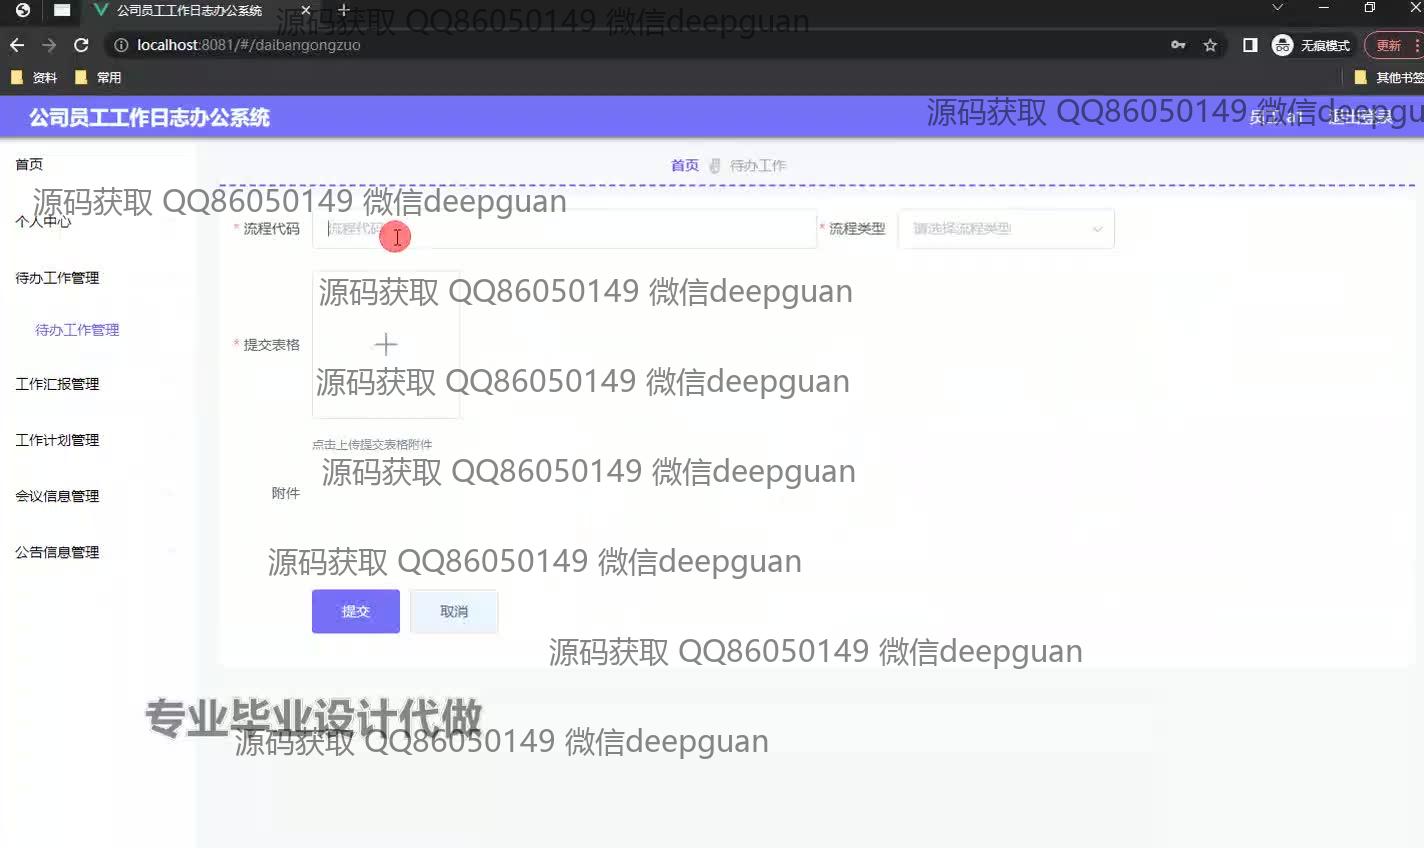 公司员工工作日志办公系统
源码获取 QQ86050149 微信deepguan
localhost:8081/#/daibangongzuo
无痕模式
更新
资料
常用
其他书签
公司员工工作日志办公系统
源码获取 QQ86050149 微信deepgu
退出登录
首页
首页
待办工作
源码获取 QQ86050149 微信deepguan
个人中心
* 流程代码
流程代码
* 流程类型
请选择流程类型
待办工作管理
源码获取 QQ86050149 微信deepguan
待办工作管理
* 提交表格
工作汇报管理
源码获取 QQ86050149 微信deepguan
工作计划管理
点击上传提交表格附件
源码获取 QQ86050149 微信deepguan
会议信息管理
附件
公告信息管理
源码获取 QQ86050149 微信deepguan
提交
取消
源码获取 QQ86050149 微信deepguan
专业毕业设计代做
源码获取 QQ86050149 微信deepguan